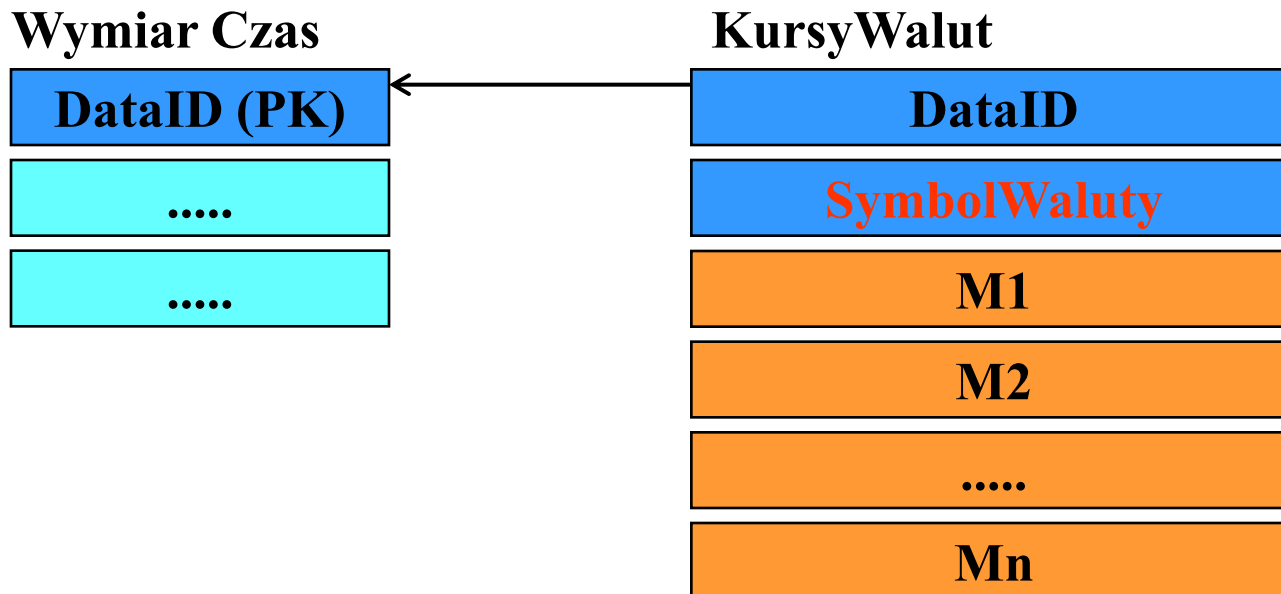 Wymiar Czas
DataID (PK)
.....
.....
KursyWalut
DataID
SymbolWaluty
M1
M2
.....
Mn